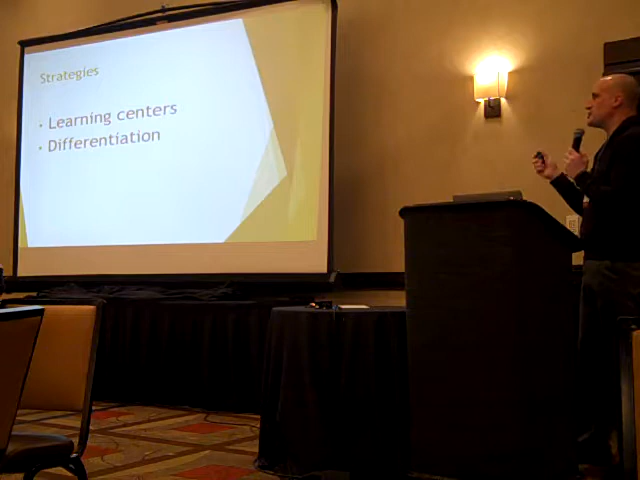 Strategies
• Learning centers
• Differentiation